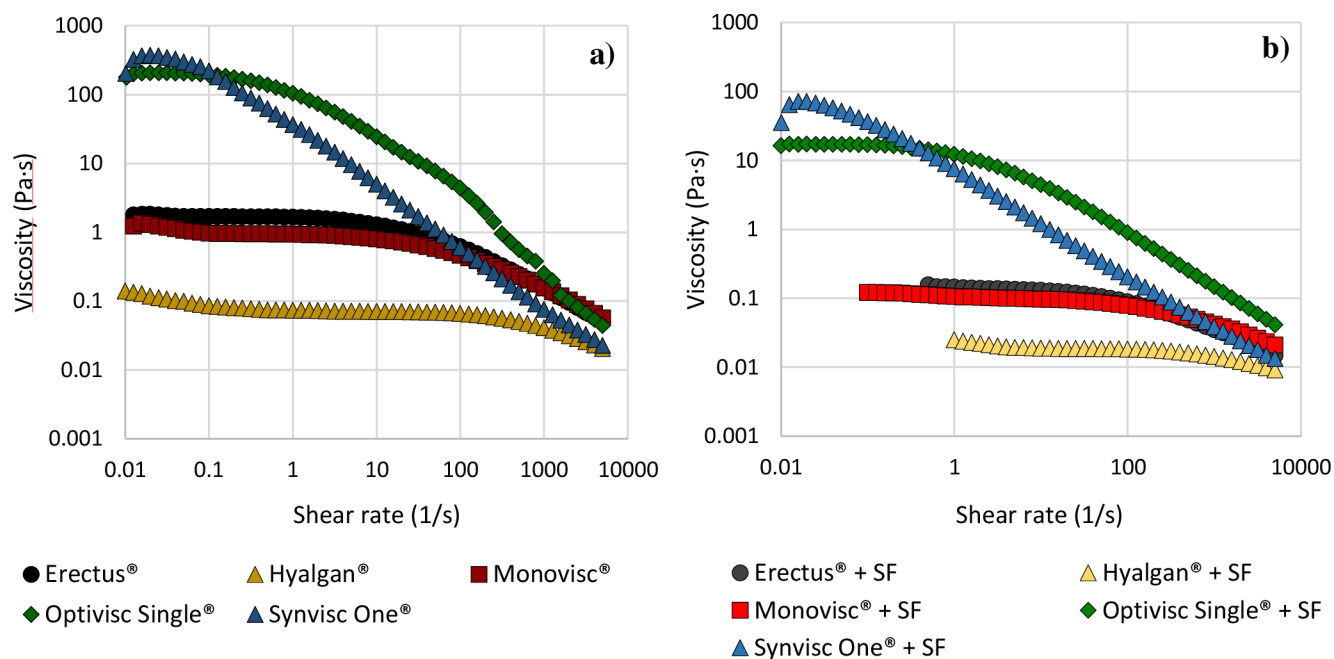 a)
1000
100
10
1
0.1
0.01
0.001
Viscosity (Pa·s)
0.01 0.1 1 10 100 1000 10000
Shear rate (1/s)
Erectus® Hyalgan® Monovisc®
Optivisc Single® Synvisc One®
b)
1000
100
10
1
0.1
0.01
0.001
Viscosity (Pa·s)
0.01 1 100 10000
Shear rate (1/s)
Erectus® + SF Hyalgan® + SF
Monovisc® + SF Optivisc Single® + SF
Synvisc One® + SF